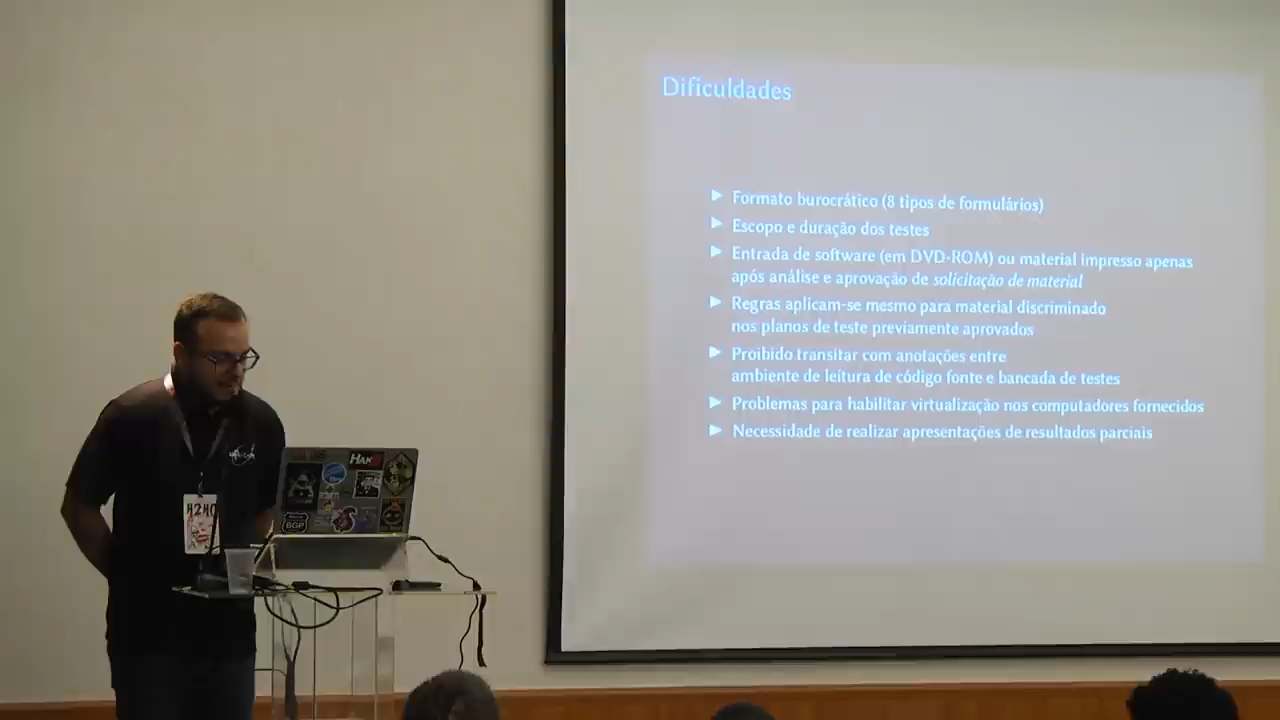 Dificuldades
Formato burocrático (8 tipos de formulários)
Escopo e duração dos testes
Entrada de software (em DVD-ROM) ou material impresso apenas
após análise e aprovação de solicitação de material
Regras aplicam-se mesmo para material discriminado
nos planos de teste previamente aprovados
Proibido transitar com anotações entre
ambiente de leitura de código fonte e bancada de testes
Problemas para habilitar virtualização nos computadores fornecidos
Necessidade de realizar apresentações de resultados parciais
H2HC
BGP